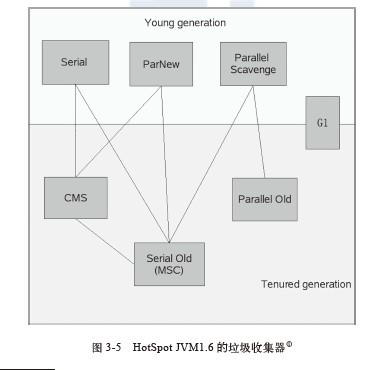 Young generation
Serial
ParNew
Parallel
Scavenge
G1
CMS
Parallel Old
Serial Old
(MSC)
Tenured generation
图 3-5 HotSpot JVM1.6 的垃圾收集器①